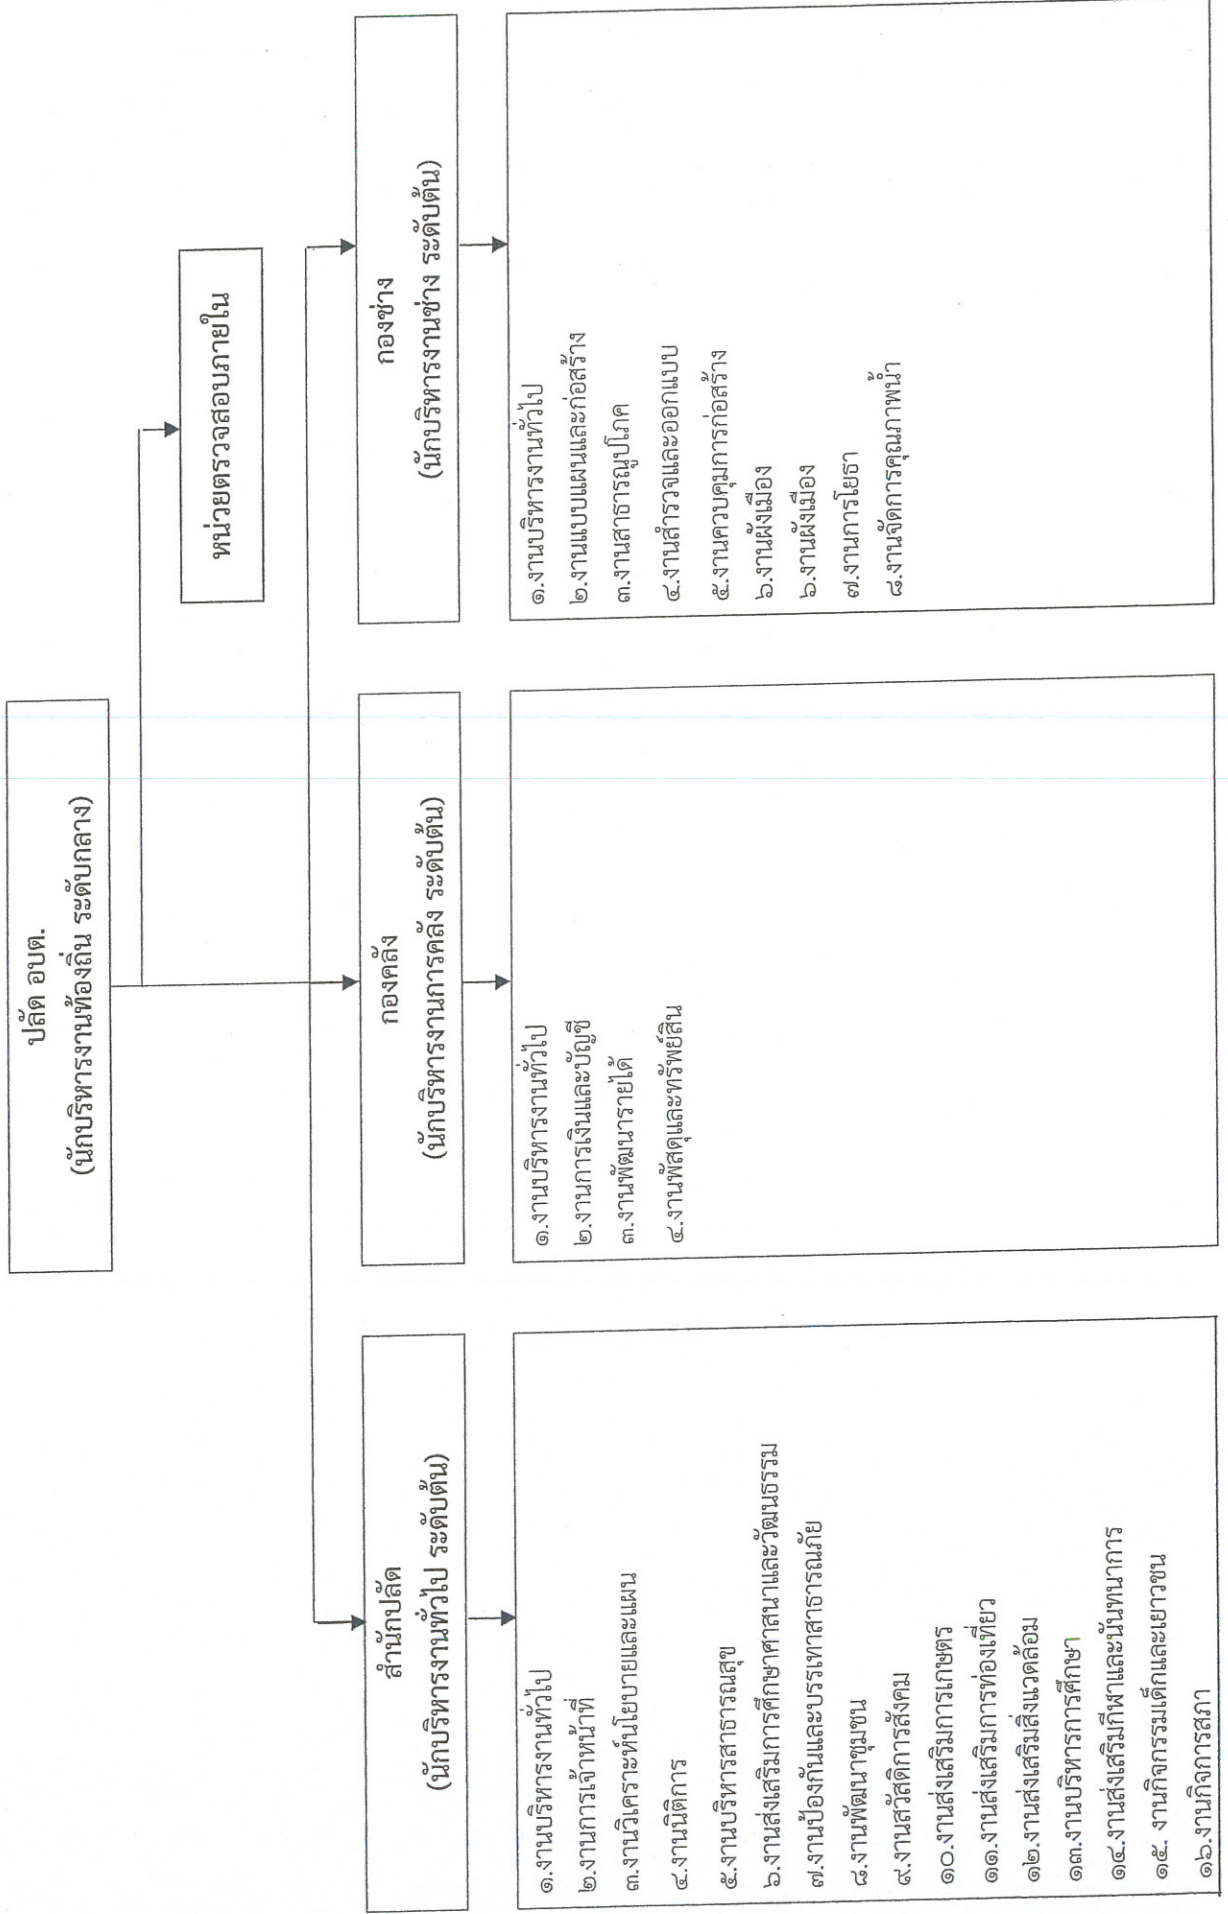 ปลัด อบต.
(นักบริหารงานท้องถิ่น ระดับกลาง)
หน่วยตรวจสอบภายใน
สำนักปลัด
(นักบริหารงานทั่วไป ระดับต้น)
๑.งานบริหารงานทั่วไป
๒.งานการเจ้าหน้าที่
๓.งานวิเคราะห์นโยบายและแผน
๔.งานนิติการ
๕.งานบริหารสาธารณสุข
๖.งานส่งเสริมการศึกษาศาสนาและวัฒนธรรม
๗.งานป้องกันและบรรเทาสาธารณภัย
๘.งานพัฒนาชุมชน
๙.งานสวัสดิการสังคม
๑๐.งานส่งเสริมการเกษตร
๑๑.งานส่งเสริมการท่องเที่ยว
๑๒.งานส่งเสริมสิ่งแวดล้อม
๑๓.งานบริหารการศึกษา
๑๔.งานส่งเสริมกีฬาและนันทนาการ
๑๕. งานกิจกรรมเด็กและเยาวชน
๑๖.งานกิจการสภา
กองคลัง
(นักบริหารงานการคลัง ระดับต้น)
๑.งานบริหารงานทั่วไป
๒.งานการเงินและบัญชี
๓.งานพัฒนารายได้
๔.งานพัสดุและทรัพย์สิน
กองช่าง
(นักบริหารงานช่าง ระดับต้น)
๑.งานบริหารงานทั่วไป
๒.งานแบบแผนและก่อสร้าง
๓.งานสาธารณูปโภค
๔.งานสำรวจและออกแบบ
๕.งานควบคุมการก่อสร้าง
๖.งานผังเมือง
๖.งานผังเมือง
๗.งานการโยธา
๘.งานจัดการคุณภาพน้ำ